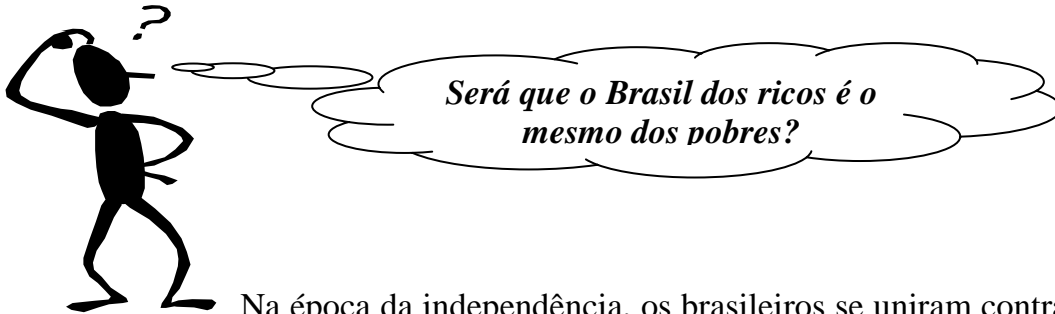 ?
Será que o Brasil dos ricos é o
mesmo dos pobres?
Na época da independência, os brasileiros se uniram contra